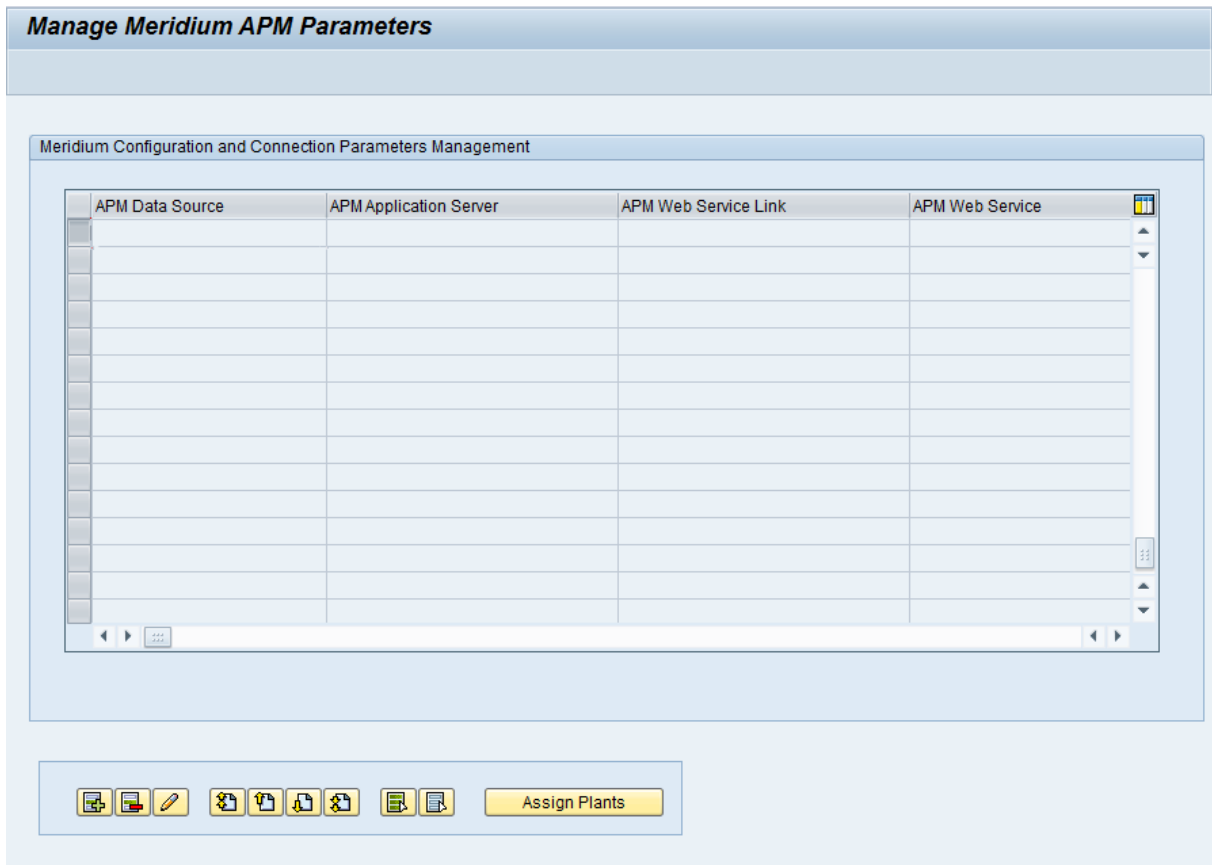 Manage Meridium APM Parameters
Meridium Configuration and Connection Parameters Management
APM Data Source APM Application Server APM Web Service Link APM Web Service
Assign Plants